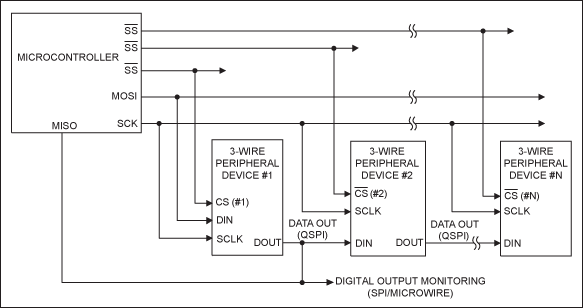 MICROCONTROLLER
SS
SS
SS
MOSI
MISO
SCK
3-WIRE
PERIPHERAL
DEVICE #1
CS (#1)
DIN
SCLK
DOUT
DATA OUT
(QSPI)
3-WIRE
PERIPHERAL
DEVICE #2
CS (#2)
SCLK
DIN
DOUT
DATA OUT
(QSPI)
3-WIRE
PERIPHERAL
DEVICE #N
CS (#N)
SCLK
DIN
DIGITAL OUTPUT MONITORING
(SPI/MICROWIRE)